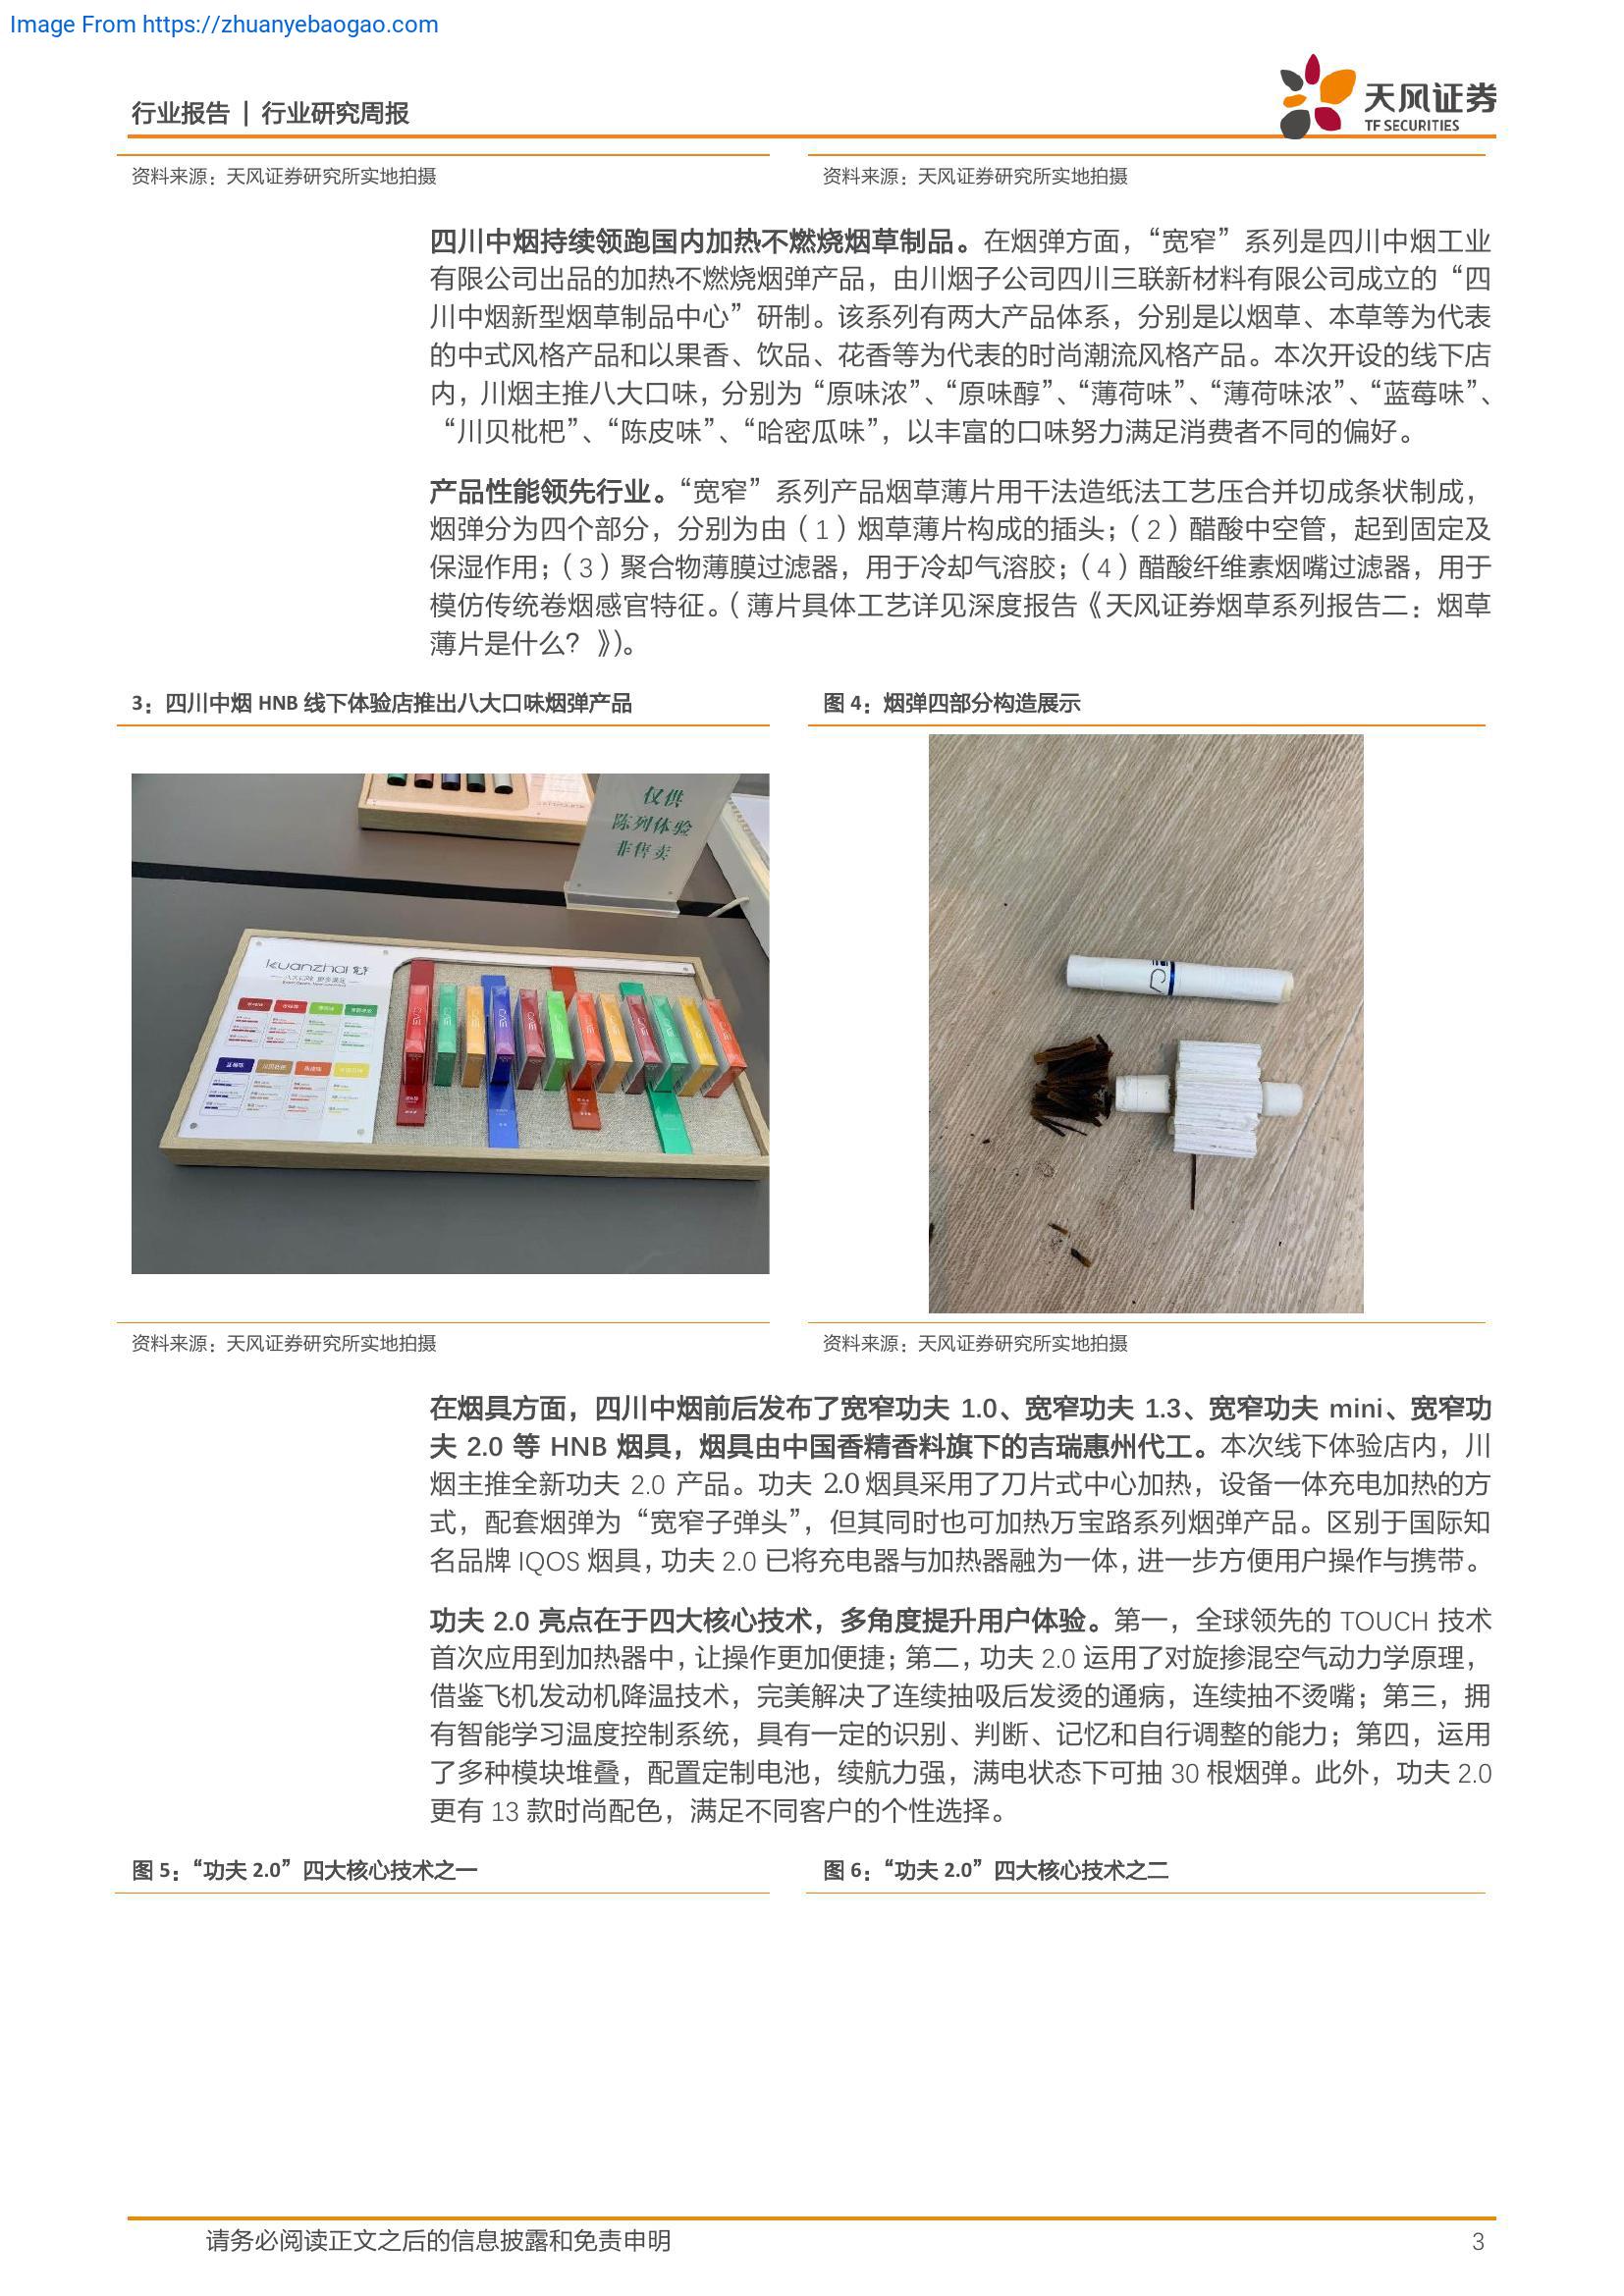 Image From https://zhuanyebaogao.com
行业报告 | 行业研究周报
天风证券
TF SECURITIES
资料来源：天风证券研究所实地拍摄
资料来源：天风证券研究所实地拍摄
四川中烟持续领跑国内加热不燃烧烟草制品。在烟弹方面，“宽窄”系列是四川中烟工业
有限公司出品的加热不燃烧烟弹产品，由川烟子公司四川三联新材料有限公司成立的“四
川中烟新型烟草制品中心”研制。该系列有两大产品体系，分别是以烟草、本草等为代表
的中式风格产品和以果香、饮品、花香等为代表的时尚潮流风格产品。本次开设的线下店
内，川烟主推八大口味，分别为“原味浓”、“原味醇”、“薄荷味”、“薄荷味浓”、“蓝莓味”、
“川贝枇杷”、“陈皮味”、“哈密瓜味”，以丰富的口味努力满足消费者不同的偏好。
产品性能领先行业。“宽窄”系列产品烟草薄片用干法造纸法工艺压合并切成条状制成，
烟弹分为四个部分，分别为由（1）烟草薄片构成的插头；（2）醋酸中空管，起到固定及
保湿作用；（3）聚合物薄膜过滤器，用于冷却气溶胶；（4）醋酸纤维素烟嘴过滤器，用于
模仿传统卷烟感官特征。（薄片具体工艺详见深度报告《天风证券烟草系列报告二：烟草
薄片是什么？》）。
3：四川中烟 HNB 线下体验店推出八大口味烟弹产品
图 4：烟弹四部分构造展示
仅供
陈列体验
非售卖
kuanzhai
资料来源：天风证券研究所实地拍摄
资料来源：天风证券研究所实地拍摄
在烟具方面，四川中烟前后发布了宽窄功夫 1.0、宽窄功夫 1.3、宽窄功夫 mini、宽窄功
夫 2.0 等 HNB 烟具，烟具由中国香精香料旗下的吉瑞惠州代工。本次线下体验店内，川
烟主推全新功夫 2.0 产品。功夫 2.0 烟具采用了刀片式中心加热，设备一体充电加热的方
式，配套烟弹为“宽窄子弹头”，但其同时也可加热万宝路系列烟弹产品。区别于国际知
名品牌 IQOS 烟具，功夫 2.0 已将充电器与加热器融为一体，进一步方便用户操作与携带。
功夫 2.0 亮点在于四大核心技术，多角度提升用户体验。第一，全球领先的 TOUCH 技术
首次应用到加热器中，让操作更加便捷；第二，功夫 2.0 运用了对旋掺混空气动力学原理，
借鉴飞机发动机降温技术，完美解决了连续抽吸后发烫的通病，连续抽不烫嘴；第三，拥
有智能学习温度控制系统，具有一定的识别、判断、记忆和自行调整的能力；第四，运用
了多种模块堆叠，配置定制电池，续航力强，满电状态下可抽 30 根烟弹。此外，功夫 2.0
更有 13 款时尚配色，满足不同客户的个性选择。
图 5：“功夫 2.0”四大核心技术之一
图 6：“功夫 2.0”四大核心技术之二
请务必阅读正文之后的信息披露和免责申明
3